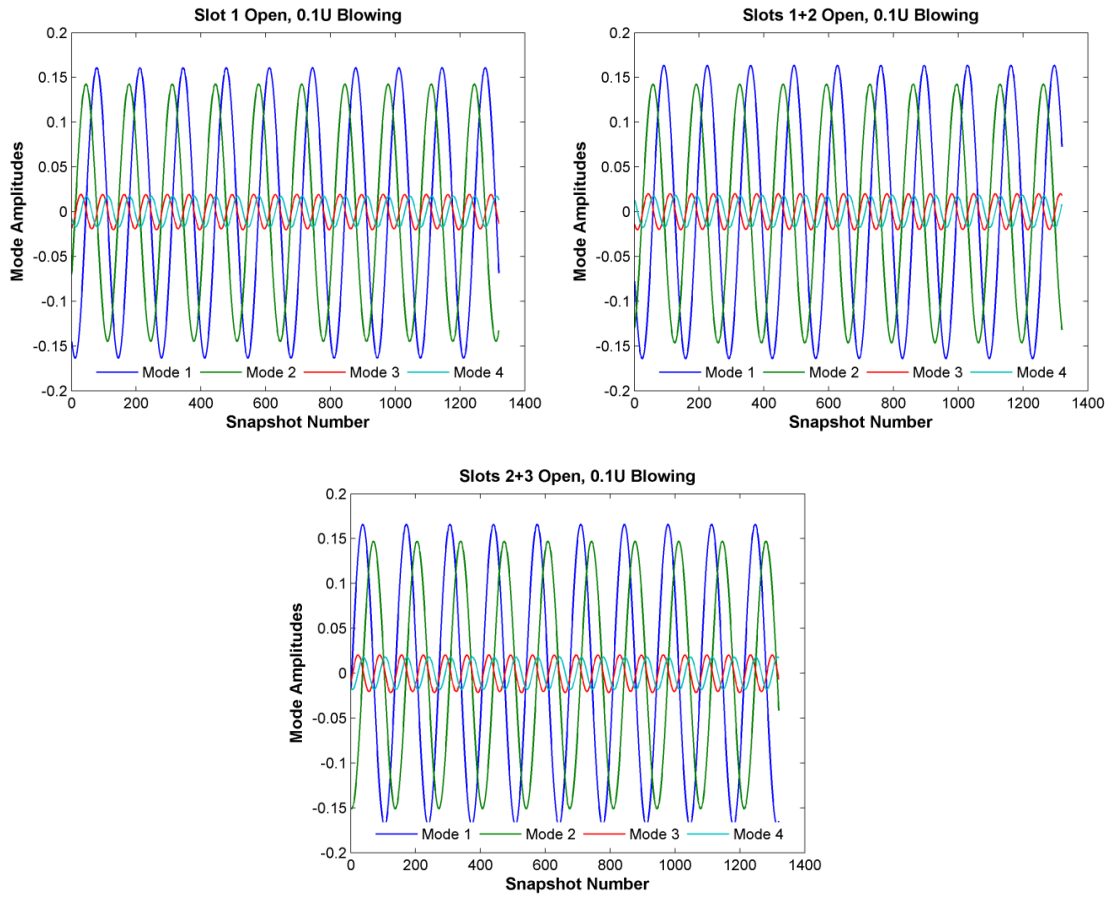 Slot 1 Open, 0.1U Blowing
0.2
0.15
0.1
0.05
0
-0.05
-0.1
-0.15
-0.2
Mode Amplitudes
Mode 1 Mode 2 Mode 3 Mode 4
0 200 400 600 800 1000 1200 1400
Snapshot Number
Slots 1+2 Open, 0.1U Blowing
0.2
0.15
0.1
0.05
0
-0.05
-0.1
-0.15
-0.2
Mode Amplitudes
Mode 1 Mode 2 Mode 3 Mode 4
0 200 400 600 800 1000 1200 1400
Snapshot Number
Slots 2+3 Open, 0.1U Blowing
0.2
0.15
0.1
0.05
0
-0.05
-0.1
-0.15
-0.2
Mode Amplitudes
Mode 1 Mode 2 Mode 3 Mode 4
0 200 400 600 800 1000 1200 1400
Snapshot Number